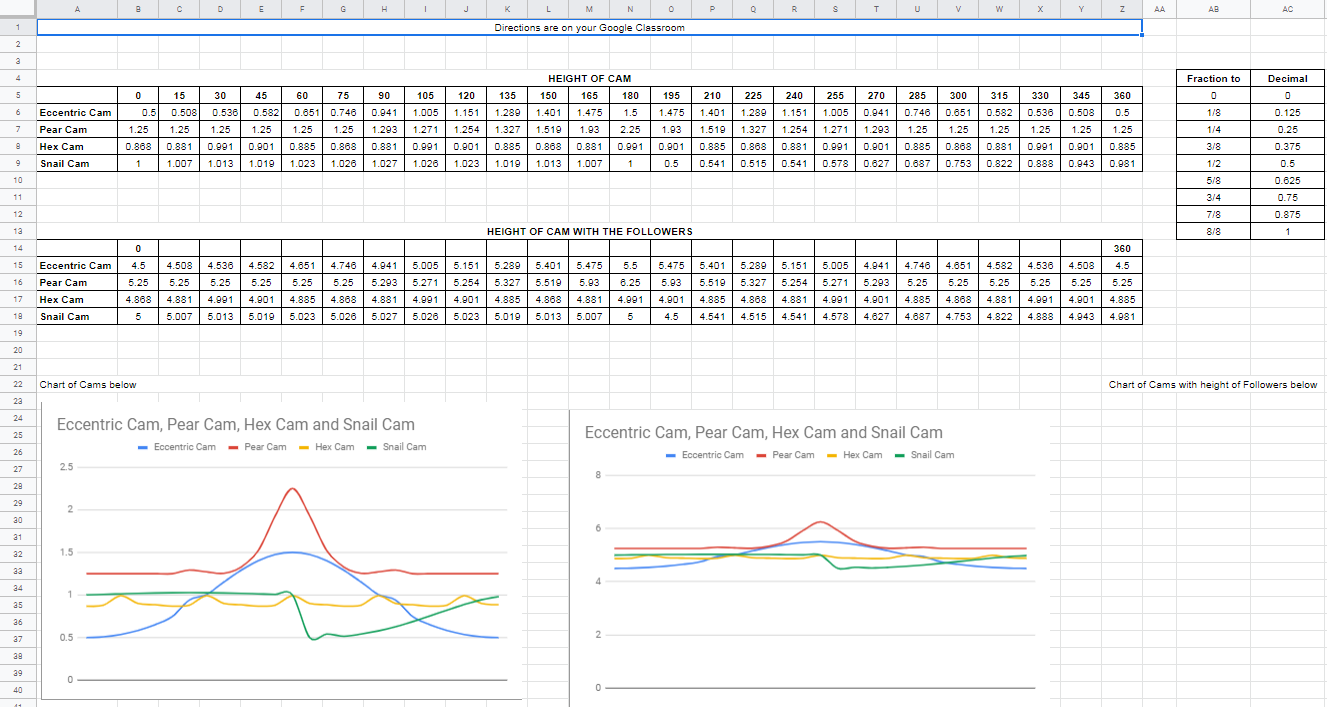 A B C D E F G H I J K L M N O P Q R S T U V W X Y Z AA AB AC
1 Directions are on your Google Classroom
2
3
4 HEIGHT OF CAM Fraction to Decimal
5 0 15 30 45 60 75 90 105 120 135 150 165 180 195 210 225 240 255 270 285 300 315 330 345 360 0 0
6 Eccentric Cam 0.5 0.508 0.536 0.582 0.651 0.746 0.941 1.005 1.151 1.289 1.401 1.475 1.5 1.475 1.401 1.289 1.151 1.005 0.941 0.746 0.651 0.582 0.536 0.508 0.5 1/8 0.125
7 Pear Cam 1.25 1.25 1.25 1.25 1.25 1.25 1.293 1.271 1.254 1.327 1.519 1.93 2.25 1.93 1.519 1.327 1.254 1.271 1.293 1.25 1.25 1.25 1.25 1.25 1.25 1/4 0.25
8 Hex Cam 0.868 0.881 0.991 0.901 0.885 0.868 0.881 0.991 0.901 0.885 0.868 0.881 0.991 0.901 0.885 0.868 0.881 0.991 0.901 0.885 0.868 0.881 0.991 0.901 0.885 3/8 0.375
9 Snail Cam 1 1.007 1.013 1.019 1.023 1.026 1.027 1.026 1.023 1.019 1.013 1.007 1 0.5 0.541 0.515 0.541 0.578 0.627 0.687 0.753 0.822 0.888 0.943 0.981 1/2 0.5
10 5/8 0.625
11 3/4 0.75
12 7/8 0.875
13 HEIGHT OF CAM WITH THE FOLLOWERS 8/8 1
14 0 360
15 Eccentric Cam 4.5 4.508 4.536 4.582 4.651 4.746 4.941 5.005 5.151 5.289 5.401 5.475 5.5 5.475 5.401 5.289 5.151 5.005 4.941 4.746 4.651 4.582 4.536 4.508 4.5
16 Pear Cam 5.25 5.25 5.25 5.25 5.25 5.25 5.293 5.271 5.254 5.327 5.519 5.93 6.25 5.93 5.519 5.327 5.254 5.271 5.293 5.25 5.25 5.25 5.25 5.25 5.25
17 Hex Cam 4.868 4.881 4.991 4.901 4.885 4.868 4.881 4.991 4.901 4.885 4.868 4.881 4.991 4.901 4.885 4.868 4.881 4.991 4.901 4.885 4.868 4.881 4.991 4.901 4.885
18 Snail Cam 5 5.007 5.013 5.019 5.023 5.026 5.027 5.026 5.023 5.019 5.013 5.007 5 4.5 4.541 4.515 4.541 4.578 4.627 4.687 4.753 4.822 4.888 4.943 4.981
19
20
21
22 Chart of Cams below Chart of Cams with height of Followers below
23
24
25
26
27
28
29
30
31
32
33
34
35
36
37
38
39
40
41
Eccentric Cam, Pear Cam, Hex Cam and Snail Cam
Eccentric Cam Pear Cam Hex Cam Snail Cam
2.5
2
1.5
1
0.5
0
Eccentric Cam, Pear Cam, Hex Cam and Snail Cam
Eccentric Cam Pear Cam Hex Cam Snail Cam
8
6
4
2
0